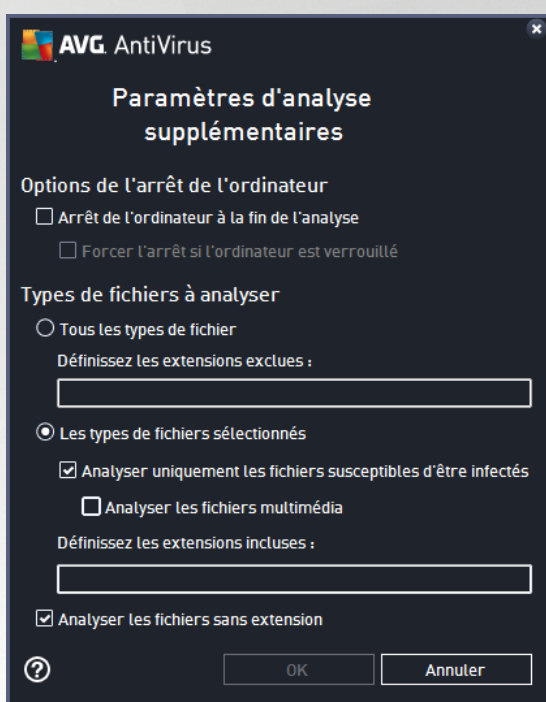 AVG AntiVirus
Paramètres d'analyse
supplémentaires
Options de l'arrêt de l'ordinateur
Arrêt de l'ordinateur à la fin de l'analyse
Forcer l'arrêt si l'ordinateur est verrouillé
Types de fichiers à analyser
Tous les types de fichier
Définissez les extensions exclues :
Les types de fichiers sélectionnés
Analyser uniquement les fichiers susceptibles d'être infectés
Analyser les fichiers multimédia
Définissez les extensions incluses :
Analyser les fichiers sans extension
? OK Annuler